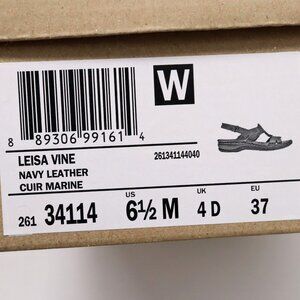 W
8 89306 99161 4
LEISA VINE
261341144040
NAVY LEATHER
CUIR MARINE
US UK EU
261 34114 6½ M 4 D 37